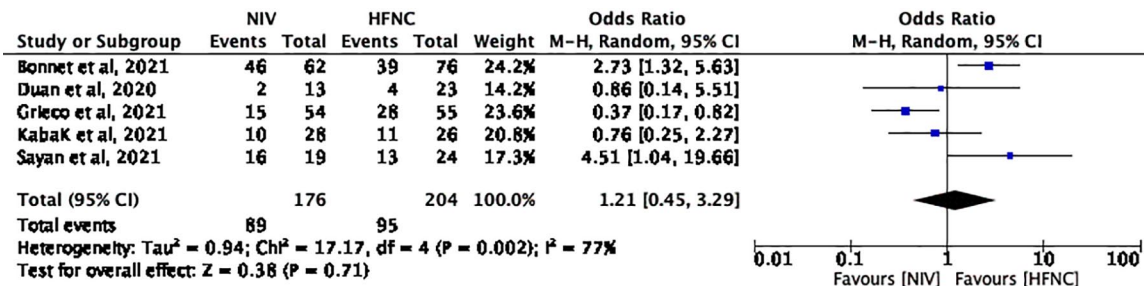 NIV HFNC Odds Ratio Odds Ratio
Study or Subgroup Events Total Events Total Weight M-H, Random, 95% CI M-H, Random, 95% CI
Bonnet et al, 2021 46 62 39 76 24.2% 2.73 [1.32, 5.63]
Duan et al, 2020 2 13 4 23 14.2% 0.86 [0.14, 5.51]
Grieco et al, 2021 15 54 28 55 23.6% 0.37 [0.17, 0.82]
KabaK et al, 2021 10 28 11 26 20.8% 0.76 [0.25, 2.27]
Sayan et al, 2021 16 19 13 24 17.3% 4.51 [1.04, 19.66]
Total (95% CI) 176 204 100.0% 1.21 [0.45, 3.29]
Total events 89 95
Heterogeneity: Tau² = 0.94; Chi² = 17.17, df = 4 (P = 0.002); I² = 77%
Test for overall effect: Z = 0.38 (P = 0.71)
0.01 0.1 1 10 100
Favours [NIV] Favours [HFNC]